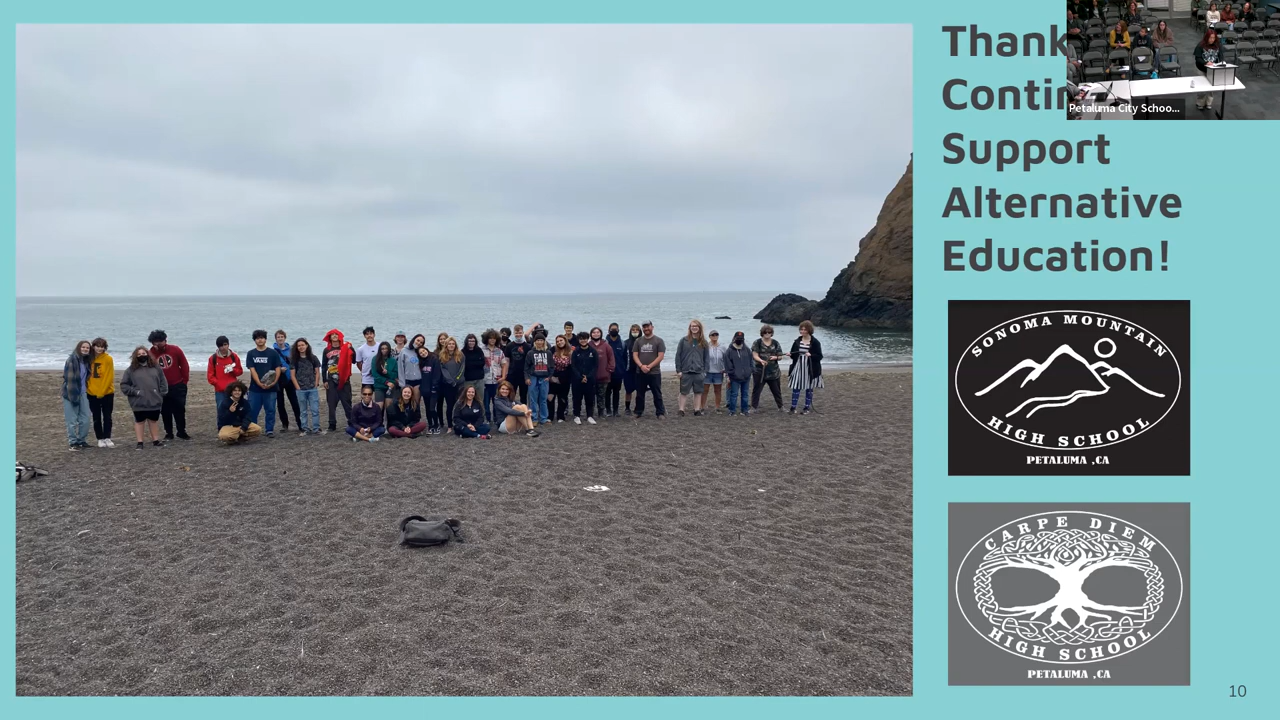 Thank
Contin
Support
Alternative
Education!
Petaluma City Schoo...
SONOMA MOUNTAIN
HIGH SCHOOL
PETALUMA ,CA
CARPE DIEM
HIGH SCHOOL
PETALUMA ,CA
VANS
10